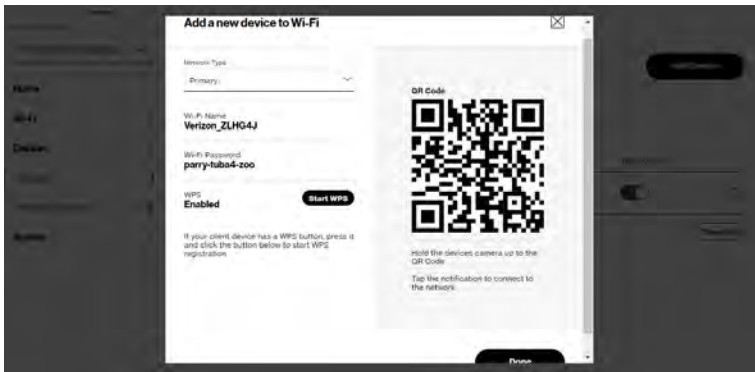 Add a new device to Wi-Fi
Network Type
Primary
Wi-Fi Name
Verizon_ZLHG4J
Wi-Fi Password
parry-tuba4-zoo
WPS
Enabled
Start WPS
If your client device has a WPS button, press it
and click the button below to start WPS
registration
QR Code
Hold the devices camera up to the
QR Code
Tap the notification to connect to
the network
Done
Home
Wi-Fi
Devices